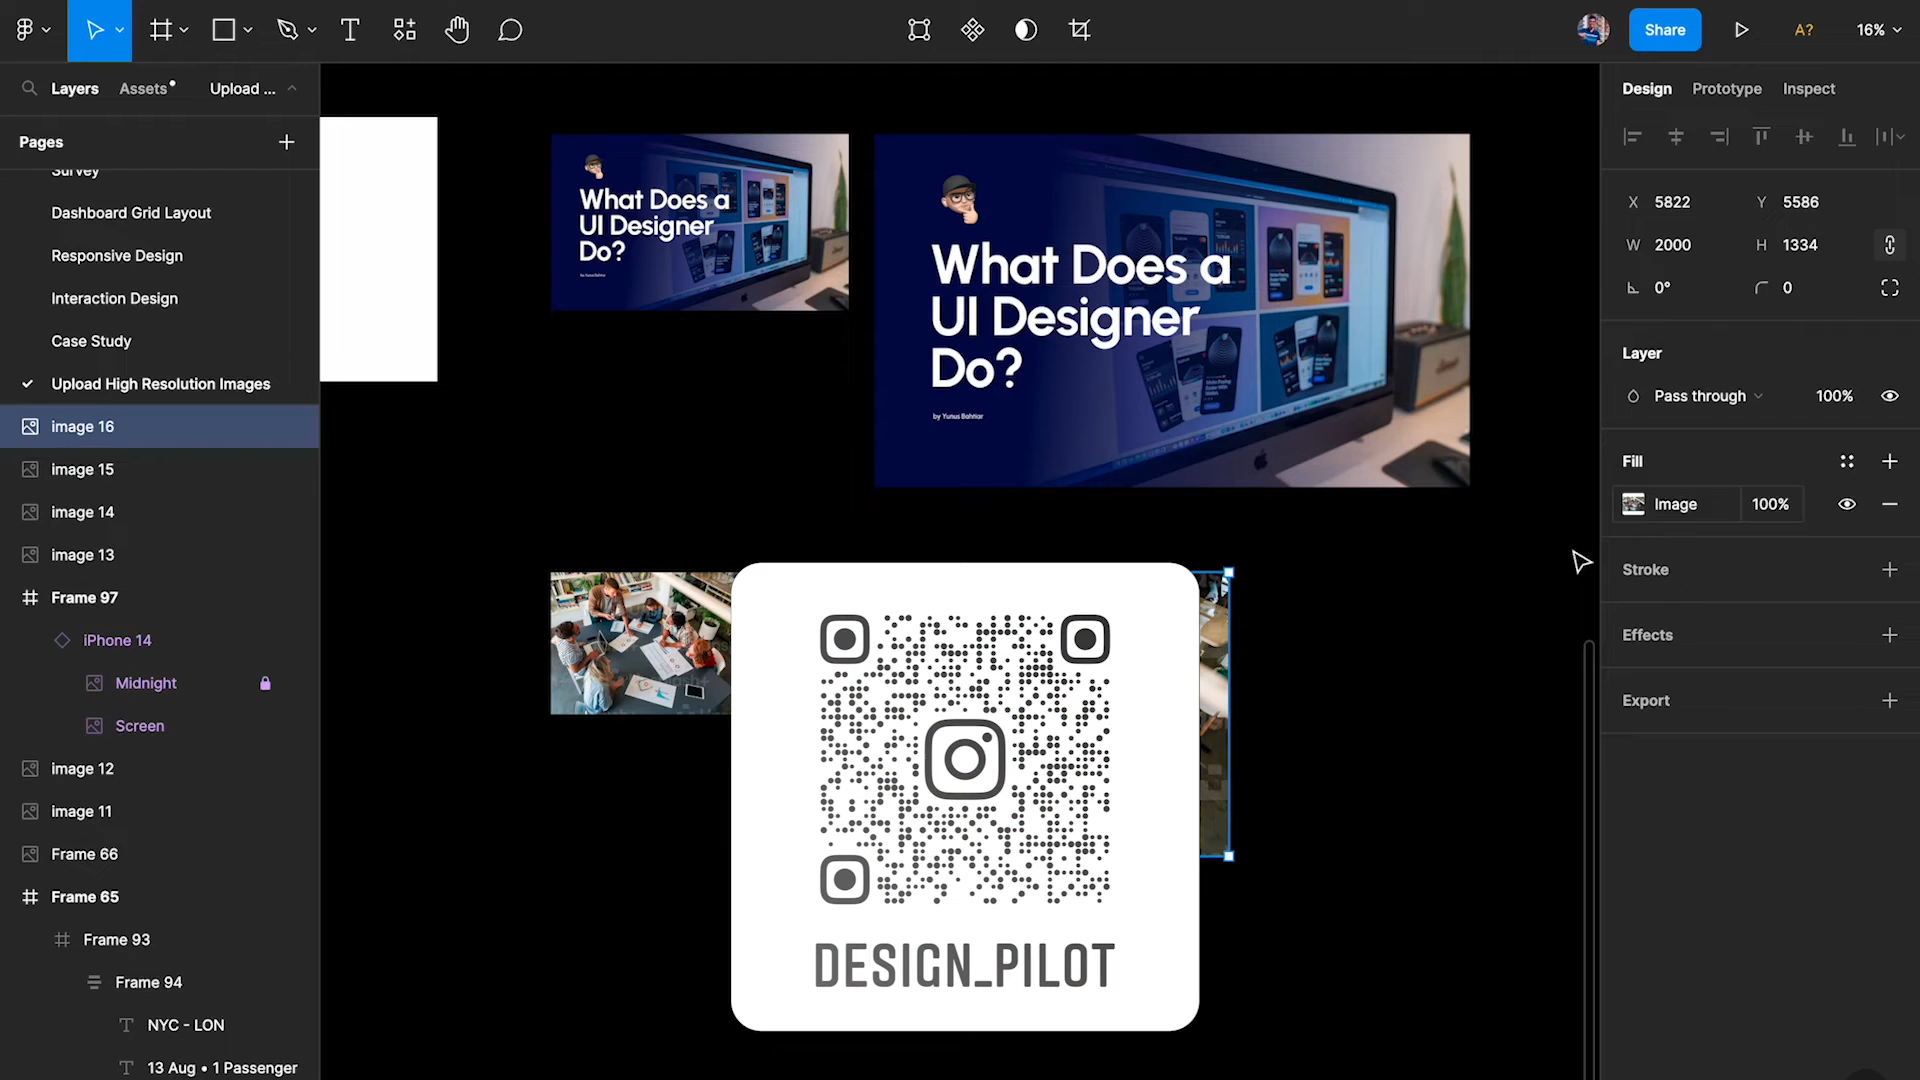 Share
A?
16%
Layers
Assets
Upload ...
Pages
Survey
Dashboard Grid Layout
Responsive Design
Interaction Design
Case Study
Upload High Resolution Images
image 16
image 15
image 14
image 13
Frame 97
iPhone 14
Midnight
Screen
image 12
image 11
Frame 66
Frame 65
Frame 93
Frame 94
NYC - LON
13 Aug • 1 Passenger
What Does a
UI Designer
Do?
by Yunus Bahtiar
What Does a
UI Designer
Do?
by Yunus Bahtiar
DESIGN_PILOT
Design
Prototype
Inspect
X 5822
Y 5586
W 2000
H 1334
0°
0
Layer
Pass through
100%
Fill
Image
100%
Stroke
Effects
Export